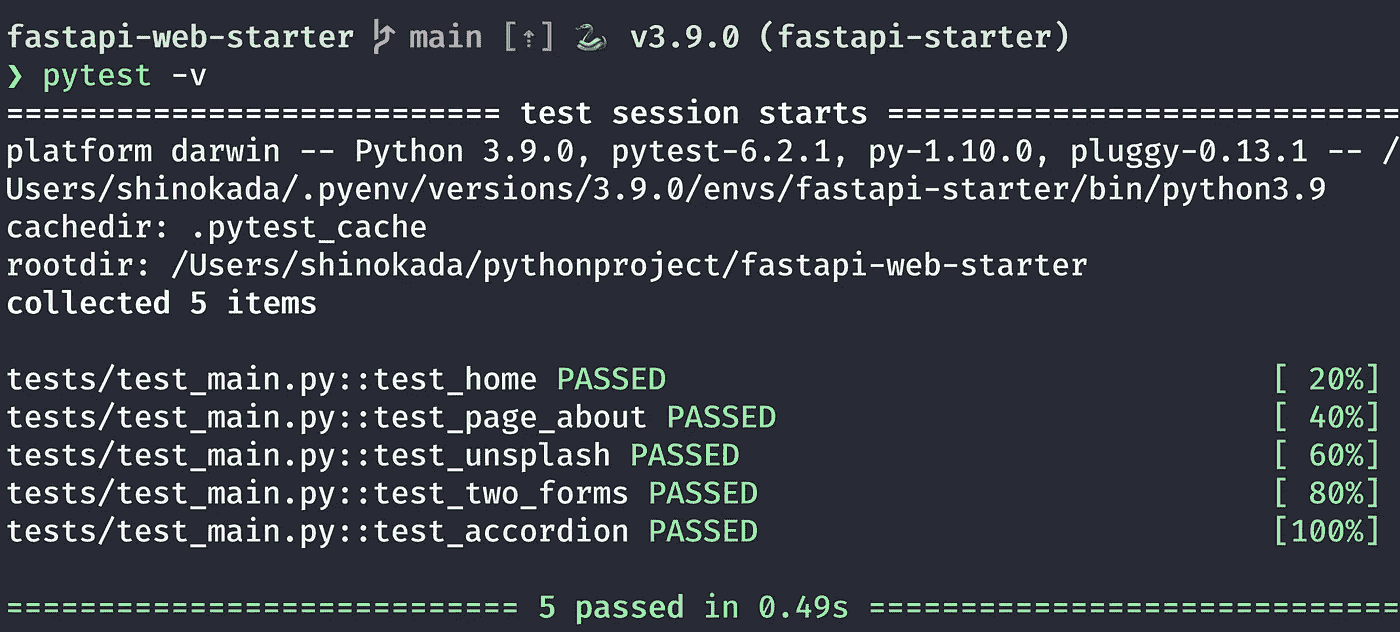 fastapi-web-starter main [↑] 🐍 v3.9.0 (fastapi-starter)
❯ pytest -v
=========================== test session starts ============================
platform darwin -- Python 3.9.0, pytest-6.2.1, py-1.10.0, pluggy-0.13.1 -- /
Users/shinokada/.pyenv/versions/3.9.0/envs/fastapi-starter/bin/python3.9
cachedir: .pytest_cache
rootdir: /Users/shinokada/pythonproject/fastapi-web-starter
collected 5 items

tests/test_main.py::test_home PASSED [ 20%]
tests/test_main.py::test_page_about PASSED [ 40%]
tests/test_main.py::test_unsplash PASSED [ 60%]
tests/test_main.py::test_two_forms PASSED [ 80%]
tests/test_main.py::test_accordion PASSED [100%]

============================ 5 passed in 0.49s =============================